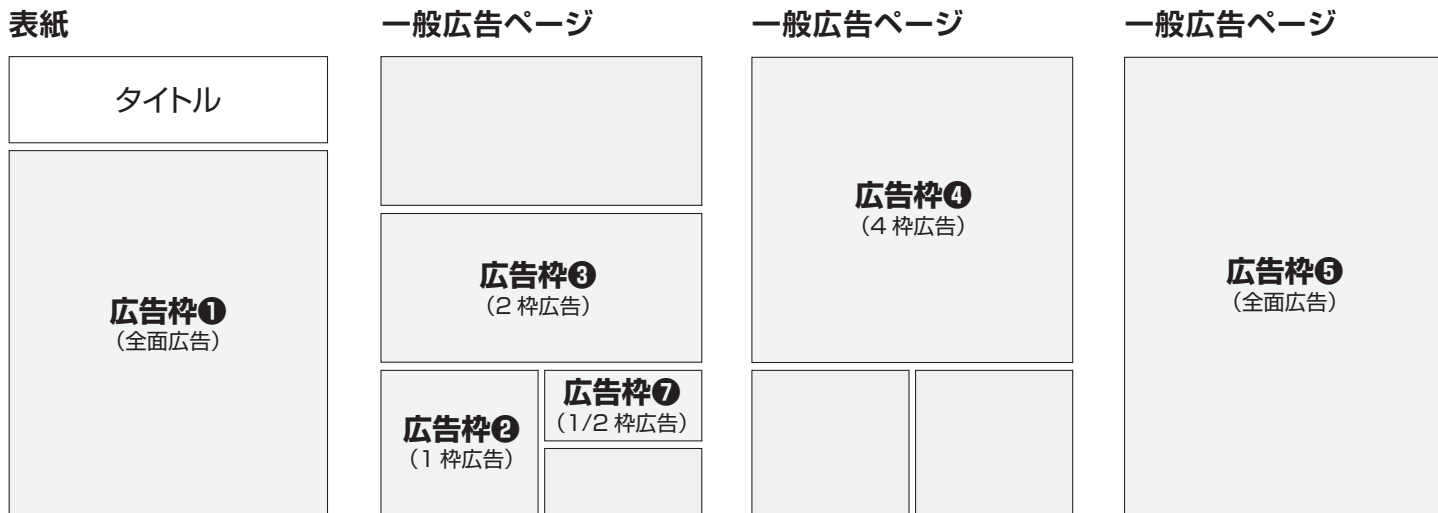 表紙
タイトル
広告枠❶
（全面広告）
一般広告ページ
広告枠❸
（2 枠広告）
広告枠❷
（1 枠広告）
広告枠❼
（1/2 枠広告）
一般広告ページ
広告枠❹
（4 枠広告）
一般広告ページ
広告枠❺
（全面広告）